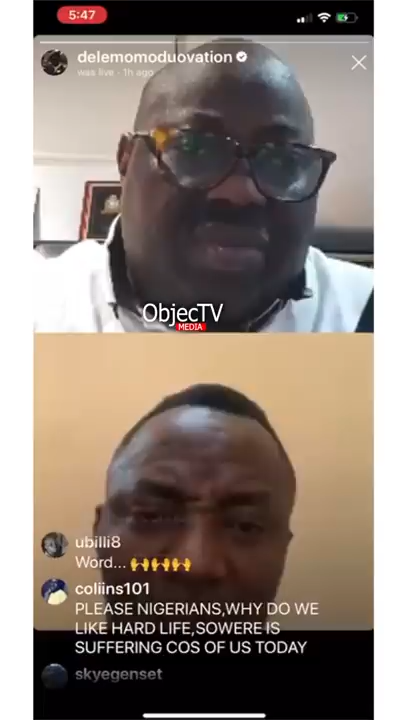 5:47
delemomoduovation
was live · 1h ago
ObjecTV
MEDIA
ubilli8
Word... 🙌🙌🙌
coliins101
PLEASE NIGERIANS,WHY DO WE
LIKE HARD LIFE,SOWERE IS
SUFFERING COS OF US TODAY
skyegenset